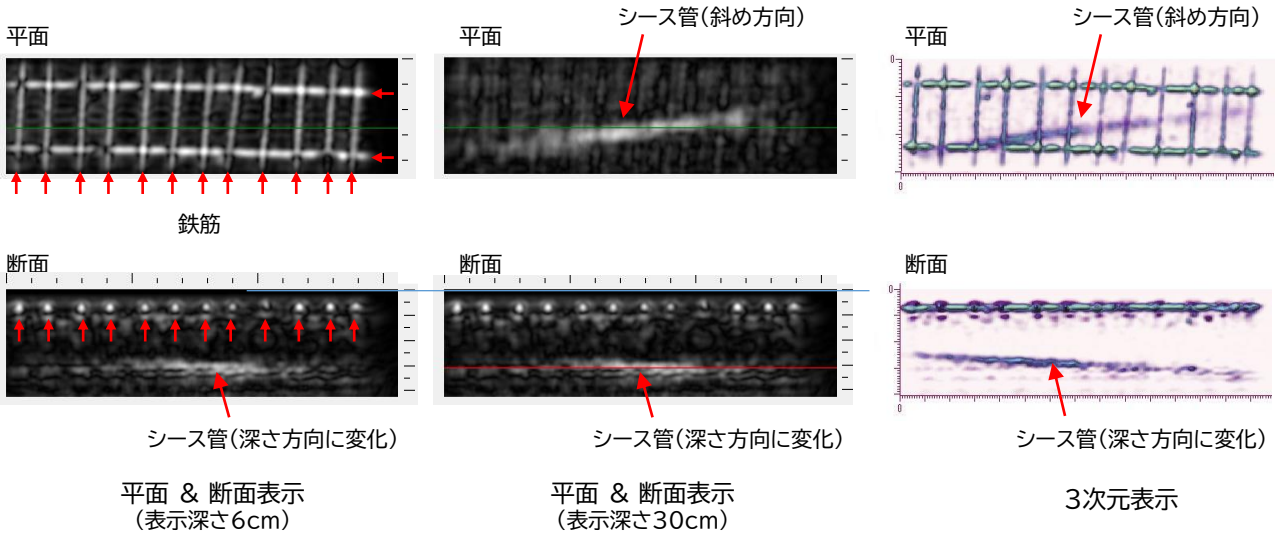 平面
鉄筋
断面
シース管(深さ方向に変化)
平面 & 断面表示
(表示深さ6cm)
シース管(斜め方向)
平面
断面
シース管(深さ方向に変化)
平面 & 断面表示
(表示深さ30cm)
シース管(斜め方向)
平面
0
0
断面
0
0
シース管(深さ方向に変化)
3次元表示